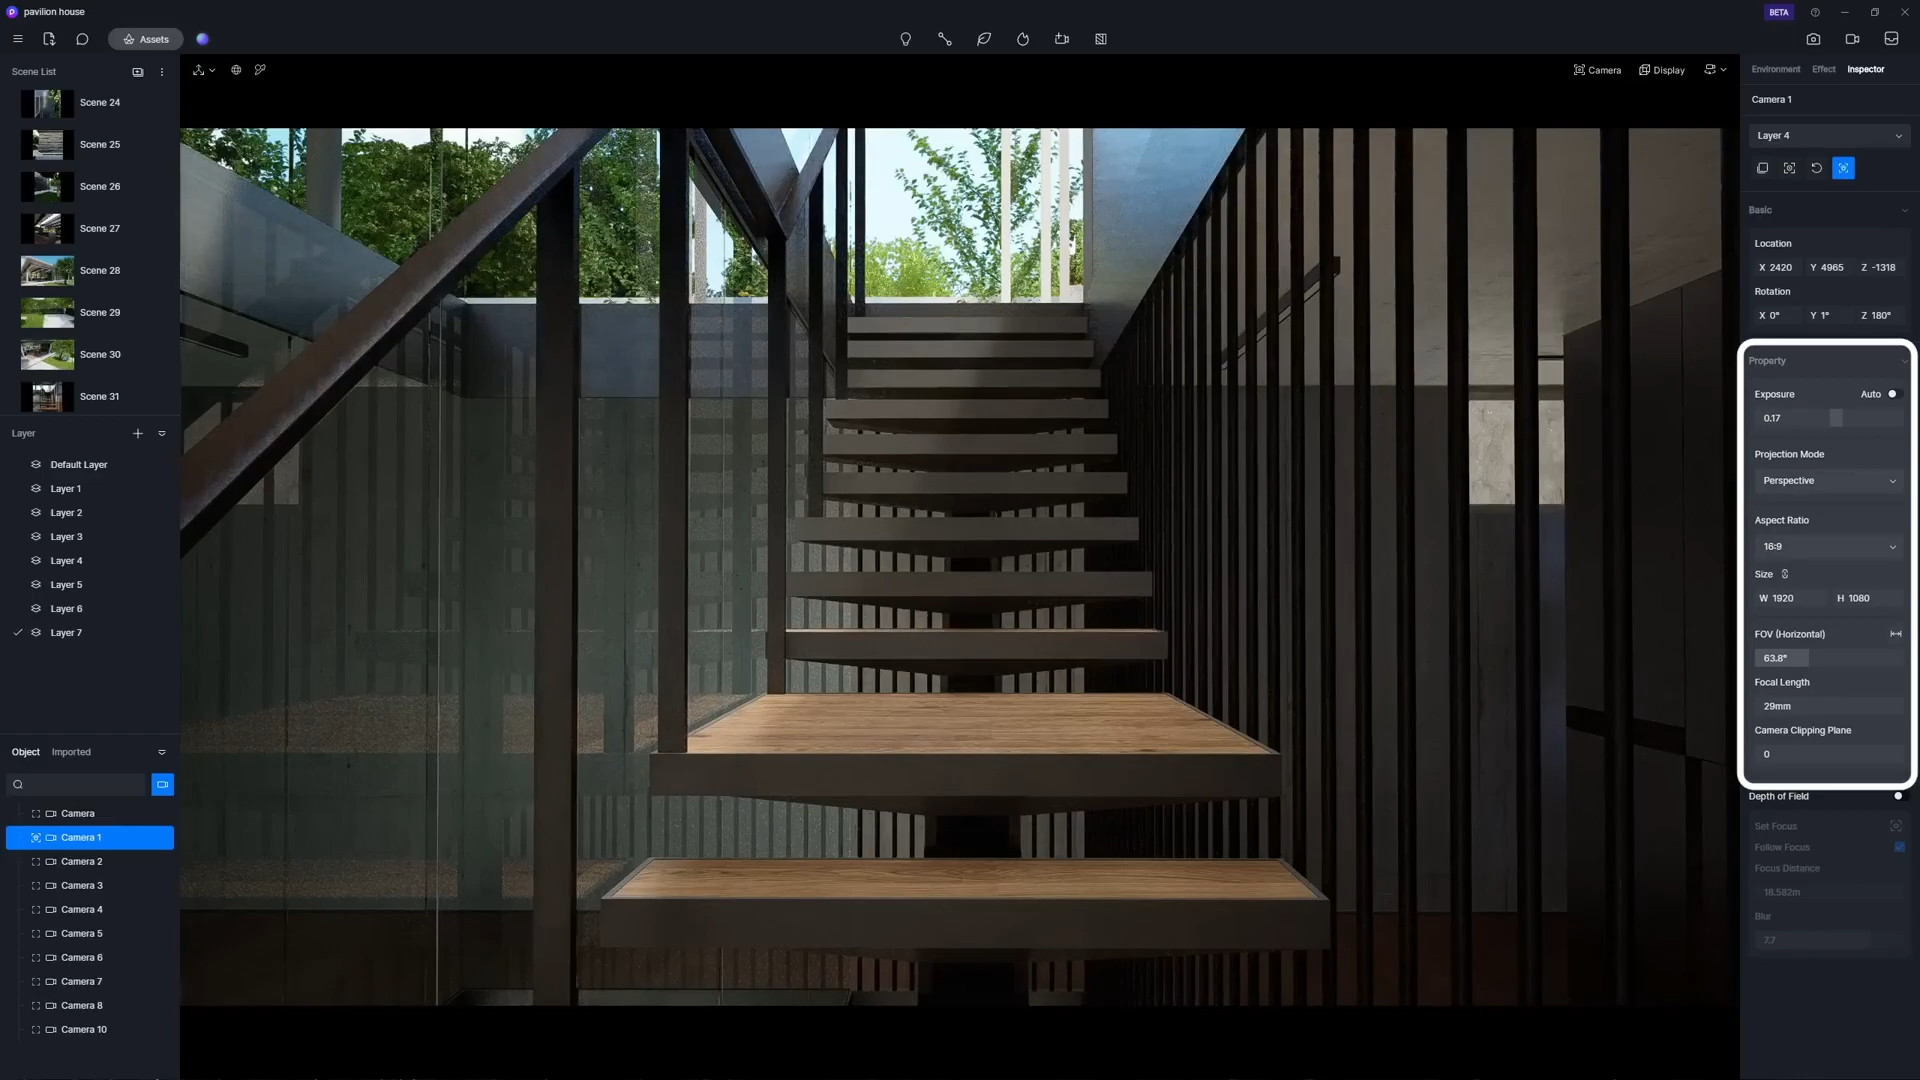 pavilion house
BETA
Assets
Scene List
Scene 24
Scene 25
Scene 26
Scene 27
Scene 28
Scene 29
Scene 30
Scene 31
Layer
Default Layer
Layer 1
Layer 2
Layer 3
Layer 4
Layer 5
Layer 6
Layer 7
Object Imported
Camera
Camera 1
Camera 2
Camera 3
Camera 4
Camera 5
Camera 6
Camera 7
Camera 8
Camera 10
Camera Display
Environment Effect Inspector
Camera 1
Layer 4
Basic
Location
X 2420 Y 4965 Z -1318
Rotation
X 0° Y 1° Z 180°
Property
Exposure Auto
0.17
Projection Mode
Perspective
Aspect Ratio
16:9
Size
W 1920 H 1080
FOV (Horizontal)
63.8°
Focal Length
29mm
Camera Clipping Plane
0
Depth of Field
Set Focus
Follow Focus
Focus Distance
18.582m
Blur
7.7